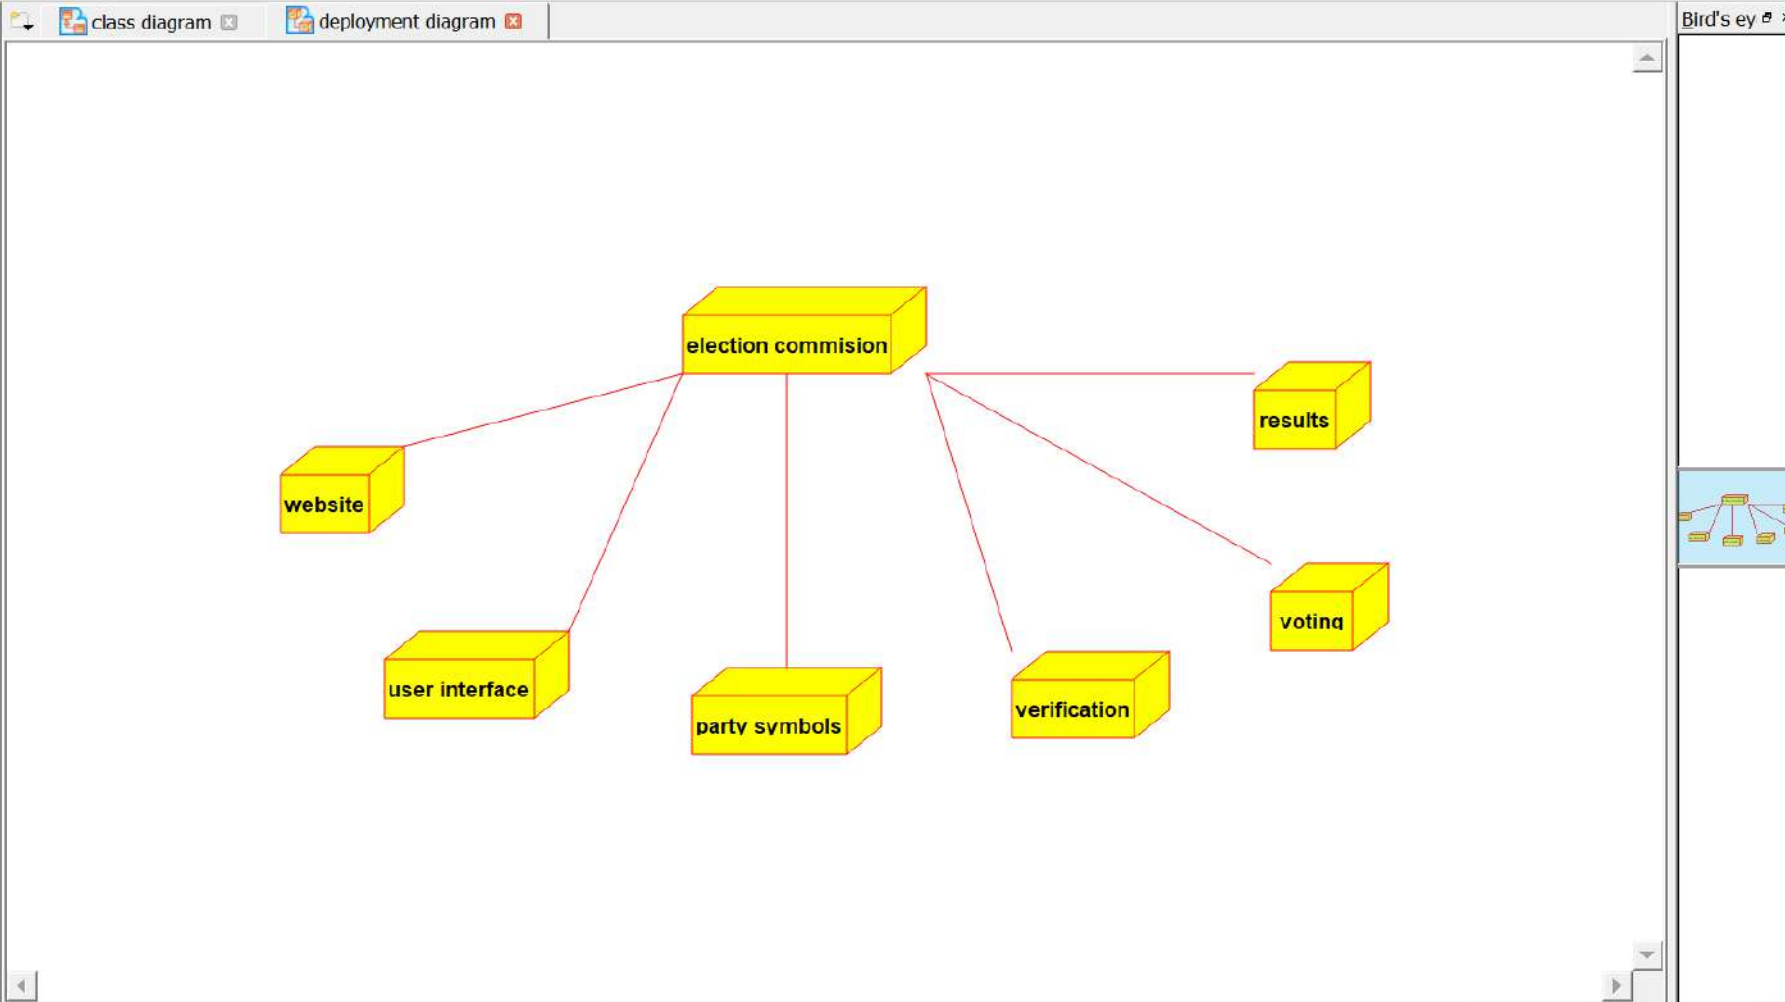 class diagram
deployment diagram
Bird's ey
election commision
results
website
voting
user interface
verification
party symbols